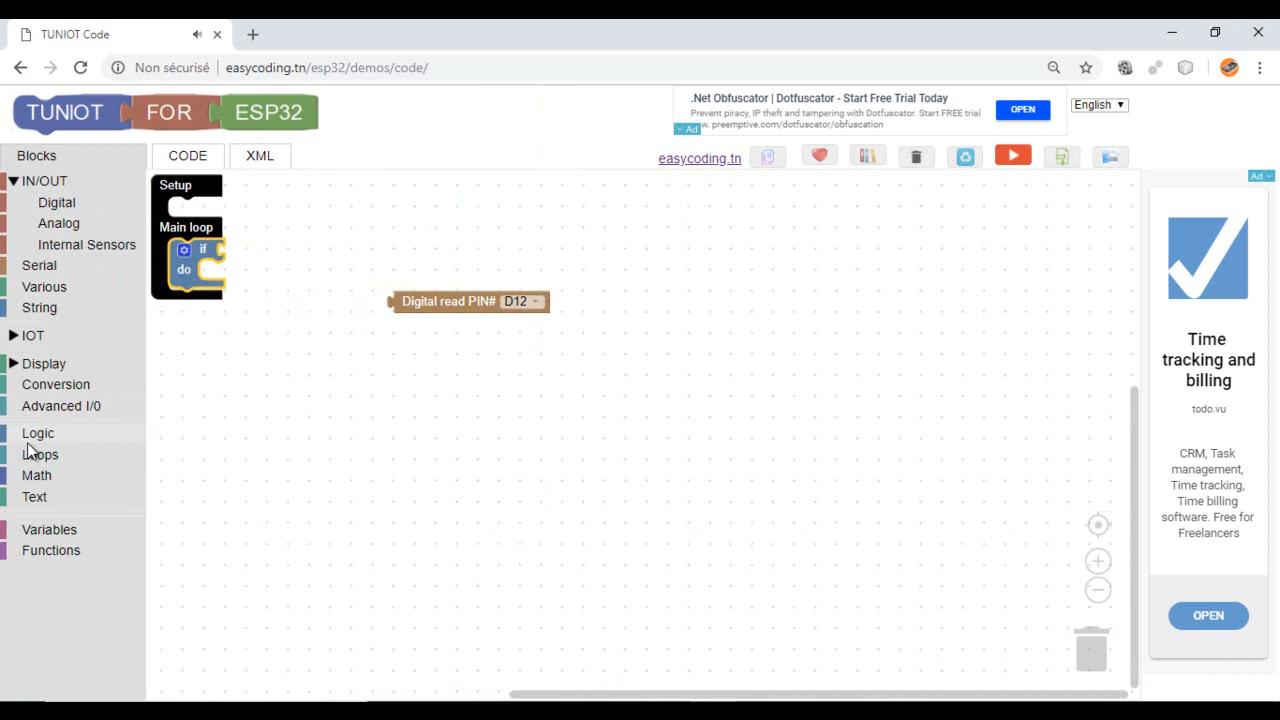 TUNIOT Code
Non sécurisé easycoding.tn/esp32/demos/code/
TUNIOT FOR ESP32
.Net Obfuscator | Dotfuscator - Start Free Trial Today
Prevent piracy, IP theft and tampering with Dotfuscator. Start FREE trial
w. preemptive.com/dotfuscator/obfuscation
Ad
OPEN
English
Blocks
CODE
XML
easycoding.tn
IN/OUT
Digital
Analog
Internal Sensors
Serial
Various
String
IOT
Display
Conversion
Advanced I/0
Logic
Loops
Math
Text
Variables
Functions
Setup
Main loop
if
do
Digital read PIN# D12
Ad
Time
tracking and
billing
todo.vu
CRM, Task
management,
Time tracking,
Time billing
software. Free for
Freelancers
OPEN